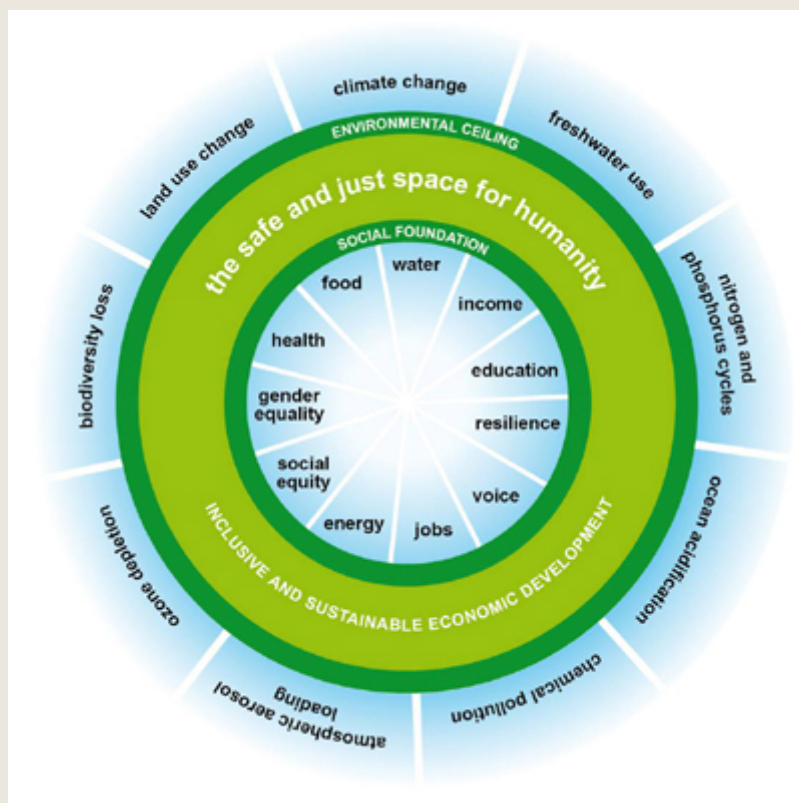 climate change
freshwater use
nitrogen and
phosphorus cycles
ocean acidification
chemical pollution
atmospheric aerosol
loading
ozone depletion
biodiversity loss
land use change
ENVIRONMENTAL CEILING
the safe and just space for humanity
SOCIAL FOUNDATION
water
income
education
resilience
voice
jobs
energy
social
equity
gender
equality
health
food
INCLUSIVE AND SUSTAINABLE ECONOMIC DEVELOPMENT